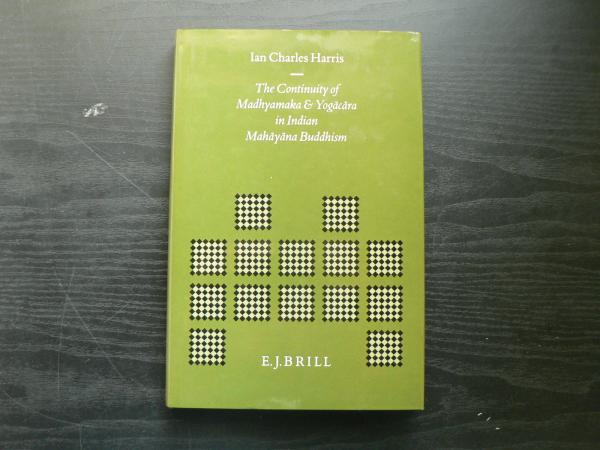 Ian Charles Harris
The Continuity of
Madhyamaka & Yogācāra
in Indian
Mahāyāna Buddhism
E.J. BRILL